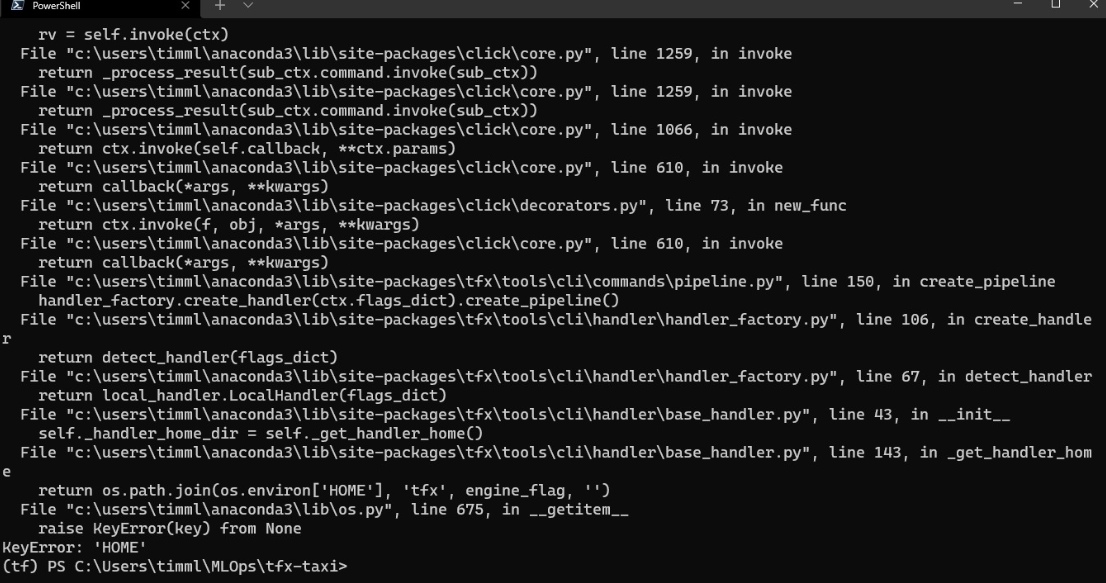 PowerShell
    rv = self.invoke(ctx)
  File "c:\users\timml\anaconda3\lib\site-packages\click\core.py", line 1259, in invoke
    return _process_result(sub_ctx.command.invoke(sub_ctx))
  File "c:\users\timml\anaconda3\lib\site-packages\click\core.py", line 1259, in invoke
    return _process_result(sub_ctx.command.invoke(sub_ctx))
  File "c:\users\timml\anaconda3\lib\site-packages\click\core.py", line 1066, in invoke
    return ctx.invoke(self.callback, **ctx.params)
  File "c:\users\timml\anaconda3\lib\site-packages\click\core.py", line 610, in invoke
    return callback(*args, **kwargs)
  File "c:\users\timml\anaconda3\lib\site-packages\click\decorators.py", line 73, in new_func
    return ctx.invoke(f, obj, *args, **kwargs)
  File "c:\users\timml\anaconda3\lib\site-packages\click\core.py", line 610, in invoke
    return callback(*args, **kwargs)
  File "c:\users\timml\anaconda3\lib\site-packages\tfx\tools\cli\commands\pipeline.py", line 150, in create_pipeline
    handler_factory.create_handler(ctx.flags_dict).create_pipeline()
  File "c:\users\timml\anaconda3\lib\site-packages\tfx\tools\cli\handler\handler_factory.py", line 106, in create_handle
r
    return detect_handler(flags_dict)
  File "c:\users\timml\anaconda3\lib\site-packages\tfx\tools\cli\handler\handler_factory.py", line 67, in detect_handler
    return local_handler.LocalHandler(flags_dict)
  File "c:\users\timml\anaconda3\lib\site-packages\tfx\tools\cli\handler\base_handler.py", line 43, in __init__
    self._handler_home_dir = self._get_handler_home()
  File "c:\users\timml\anaconda3\lib\site-packages\tfx\tools\cli\handler\base_handler.py", line 143, in _get_handler_hom
e
    return os.path.join(os.environ['HOME'], 'tfx', engine_flag, '')
  File "c:\users\timml\anaconda3\lib\os.py", line 675, in __getitem__
    raise KeyError(key) from None
KeyError: 'HOME'
(tf) PS C:\Users\timml\MLOps\tfx-taxi>